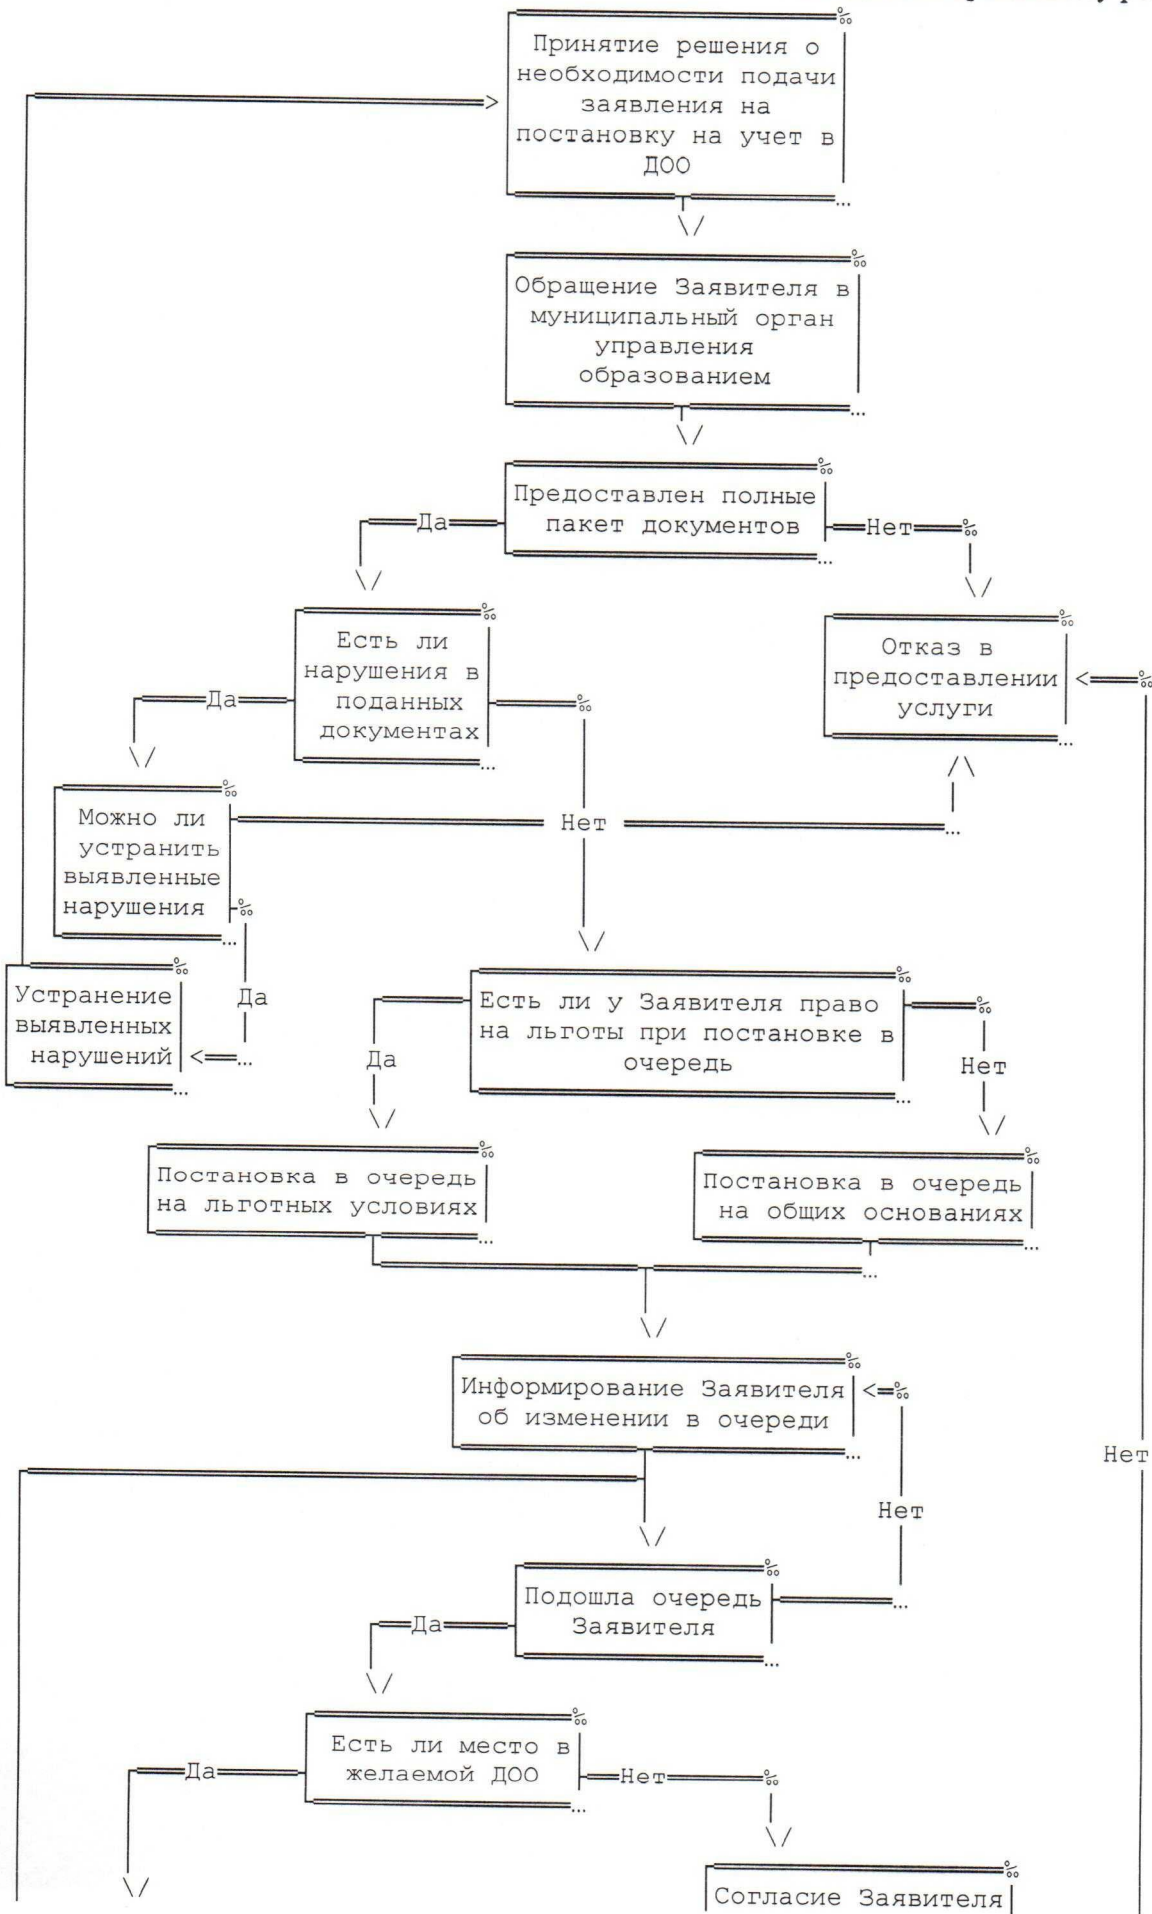 Принятие решения о
необходимости подачи
заявления на
постановку на учет в
ДОО
Обращение Заявителя в
муниципальный орган
управления
образованием
Предоставлен полные
пакет документов
Да
Нет
Есть ли
нарушения в
поданных
документах
Отказ в
предоставлении
услуги
Да
Можно ли
устранить
выявленные
нарушения
Нет
Устранение
выявленных
нарушений
Да
Есть ли у Заявителя право
на льготы при постановке в
очередь
Да
Нет
Постановка в очередь
на льготных условиях
Постановка в очередь
на общих основаниях
Информирование Заявителя
об изменении в очереди
Нет
Нет
Подошла очередь
Заявителя
Да
Есть ли место в
желаемой ДОО
Да
Нет
Согласие Заявителя